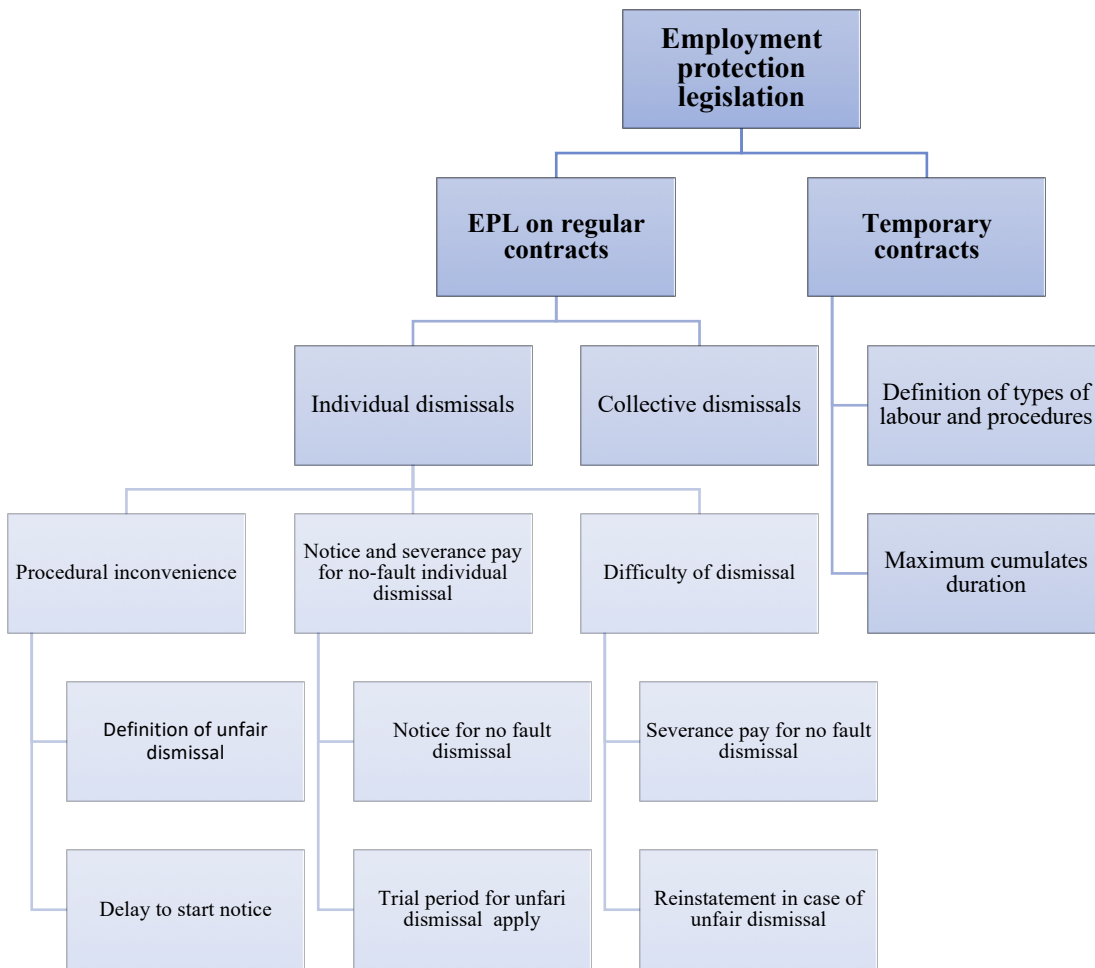 Employment
protection
legislation
EPL on regular
contracts
Temporary
contracts
Individual dismissals
Collective dismissals
Definition of types of
labour and procedures
Procedural inconvenience
Notice and severance pay
for no-fault individual
dismissal
Difficulty of dismissal
Maximum cumulates
duration
Definition of unfair
dismissal
Notice for no fault
dismissal
Severance pay for no fault
dismissal
Delay to start notice
Trial period for unfari
dismissal apply
Reinstatement in case of
unfair dismissal